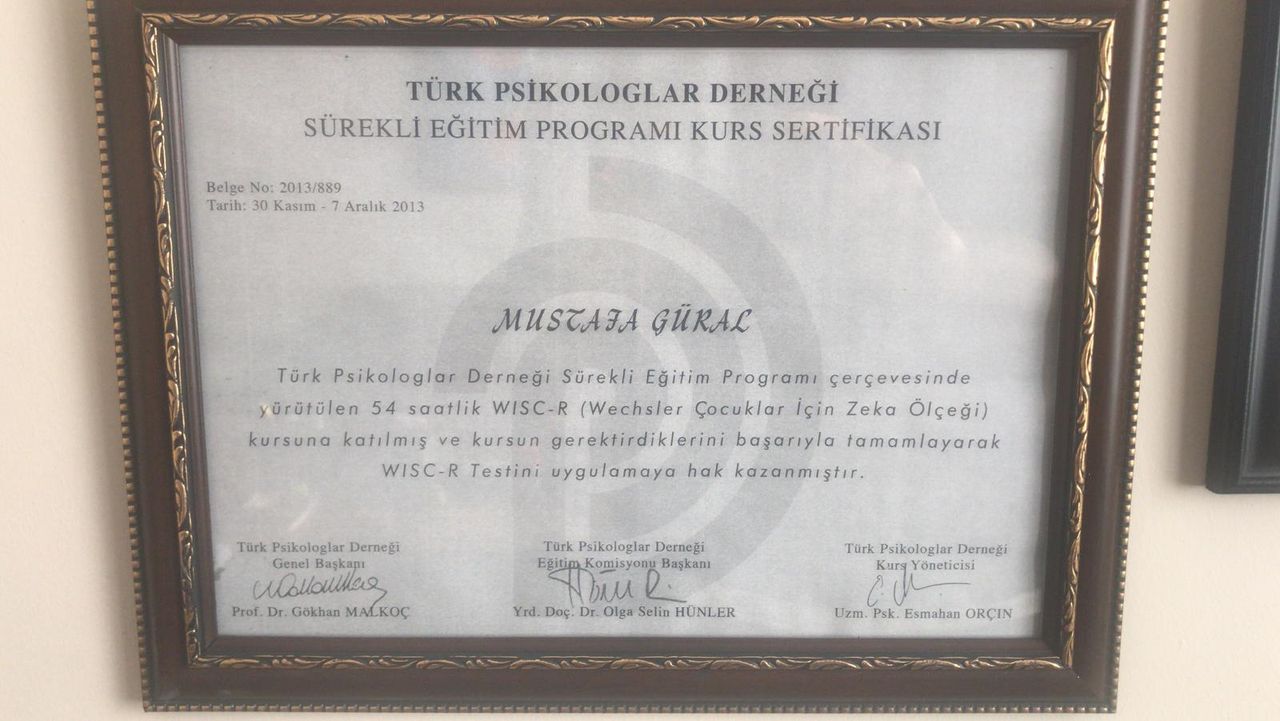 TÜRK PSİKOLOGLAR DERNEĞİ
SÜREKLİ EĞİTİM PROGRAMI KURS SERTİFİKASI
Belge No: 2013/889
Tarih: 30 Kasım - 7 Aralık 2013
MUSTAFA GÜRAL
Türk Psikologlar Derneği Sürekli Eğitim Programı çerçevesinde
yürütülen 54 saatlik WISC-R (Wechsler Çocuklar İçin Zeka Ölçeği)
kursuna katılmış ve kursun gerektirdiklerini başarıyla tamamlayarak
WISC-R Testini uygulamaya hak kazanmıştır.
Türk Psikologlar Derneği
Genel Başkanı
Prof. Dr. Gökhan MALKOÇ
Türk Psikologlar Derneği
Eğitim Komisyonu Başkanı
Yrd. Doç. Dr. Olga Selin HÜNLER
Türk Psikologlar Derneği
Kurs Yöneticisi
Uzm. Psk. Esmahan ORÇIN